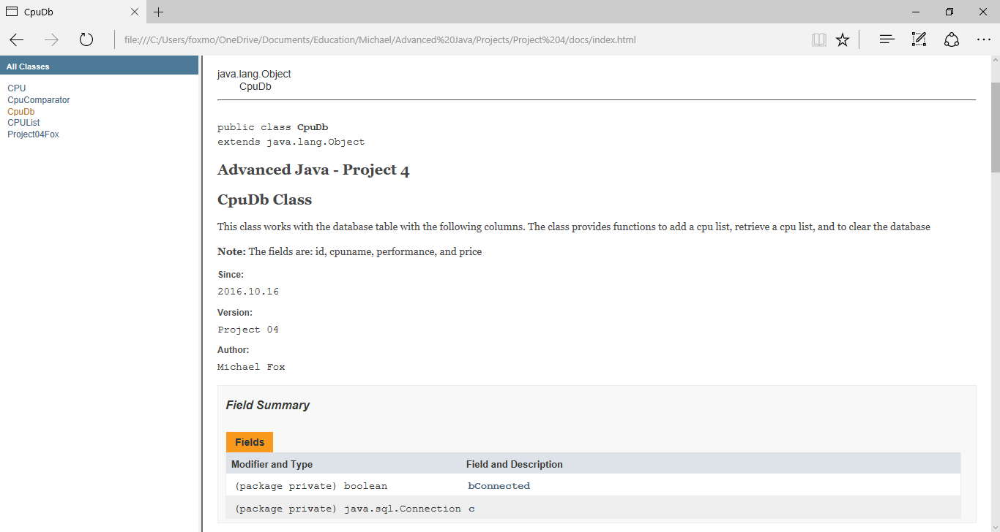 CpuDb
file:///C:/Users/foxmo/OneDrive/Documents/Education/Michael/Advanced%20Java/Projects/Project%204/docs/index.html
All Classes
CPU
CpuComparator
CpuDb
CPUList
Project04Fox
java.lang.Object
CpuDb
public class CpuDb
extends java.lang.Object
Advanced Java - Project 4
CpuDb Class
This class works with the database table with the following columns. The class provides functions to add a cpu list, retrieve a cpu list, and to clear the database
Note: The fields are: id, cpuname, performance, and price
Since:
2016.10.16
Version:
Project 04
Author:
Michael Fox
Field Summary
Fields
Modifier and Type Field and Description
(package private) boolean bConnected
(package private) java.sql.Connection c